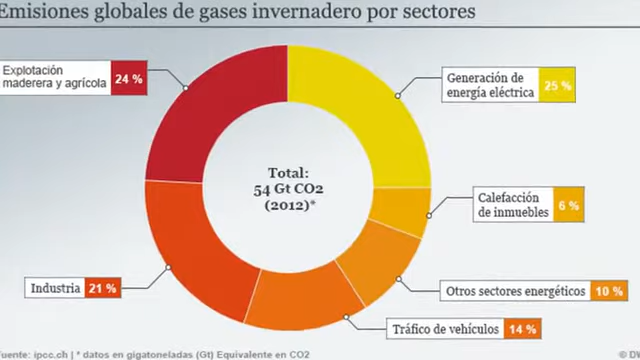 Emisiones globales de gases invernadero por sectores
Explotación
maderera y agrícola
24 %
Generación de
energía eléctrica
25 %
Total:
54 Gt CO2
(2012)*
Calefacción
de inmuebles
6 %
Industria
21 %
Otros sectores energéticos
10 %
Tráfico de vehículos
14 %
Fuente: ipcc.ch | * datos en gigatoneladas (Gt) Equivalente en CO2